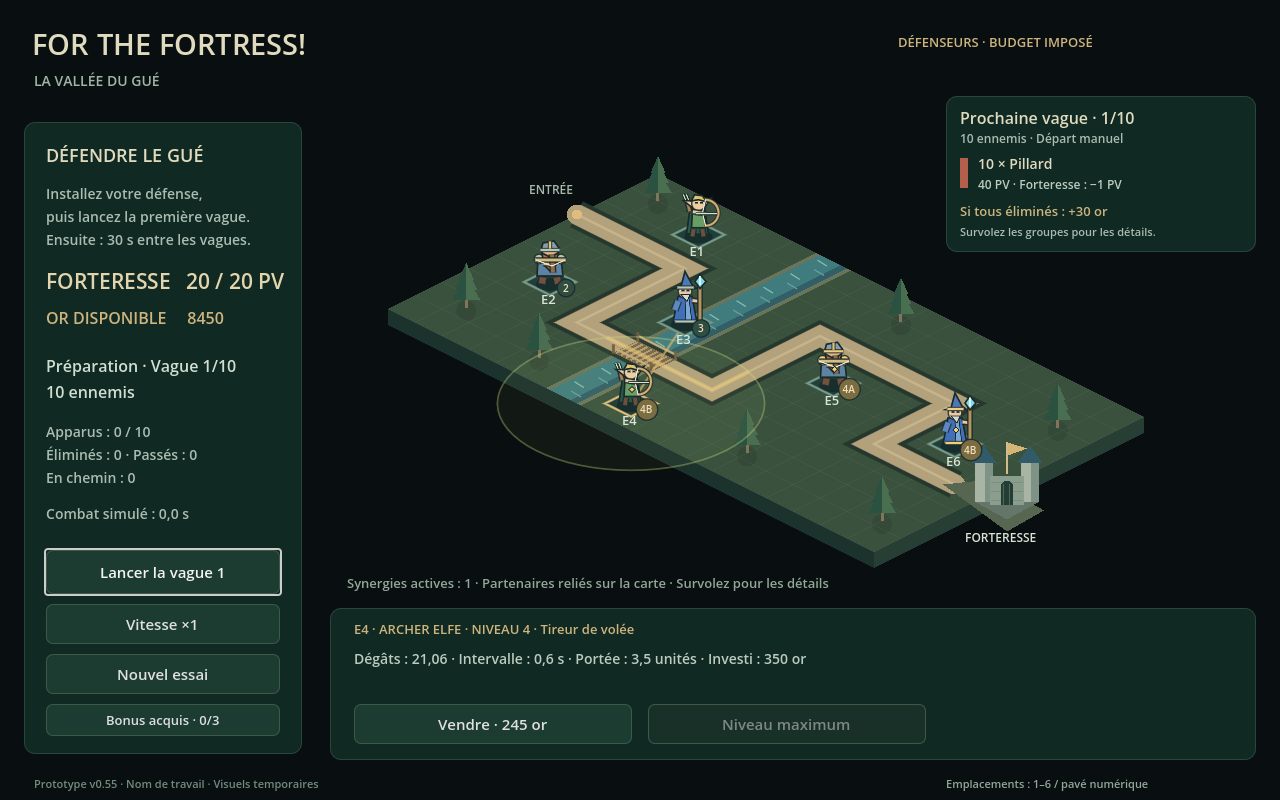 FOR THE FORTRESS!
LA VALLÉE DU GUÉ
DÉFENSEURS · BUDGET IMPOSÉ
DÉFENDRE LE GUÉ
Installez votre défense,
puis lancez la première vague.
Ensuite : 30 s entre les vagues.
FORTERESSE 20 / 20 PV
OR DISPONIBLE 8450
Préparation · Vague 1/10
10 ennemis
Apparus : 0 / 10
Éliminés : 0 · Passés : 0
En chemin : 0
Combat simulé : 0,0 s
Lancer la vague 1
Vitesse ×1
Nouvel essai
Bonus acquis · 0/3
Prochaine vague · 1/10
10 ennemis · Départ manuel
10 × Pillard
40 PV · Forteresse : −1 PV
Si tous éliminés : +30 or
Survolez les groupes pour les détails.
ENTRÉE
E1
2
E2
3
E3
4A
E5
4B
E4
4B
E6
FORTERESSE
Synergies actives : 1 · Partenaires reliés sur la carte · Survolez pour les détails
E4 · ARCHER ELFE · NIVEAU 4 · Tireur de volée
Dégâts : 21,06 · Intervalle : 0,6 s · Portée : 3,5 unités · Investi : 350 or
Vendre · 245 or
Niveau maximum
Prototype v0.55 · Nom de travail · Visuels temporaires
Emplacements : 1–6 / pavé numérique